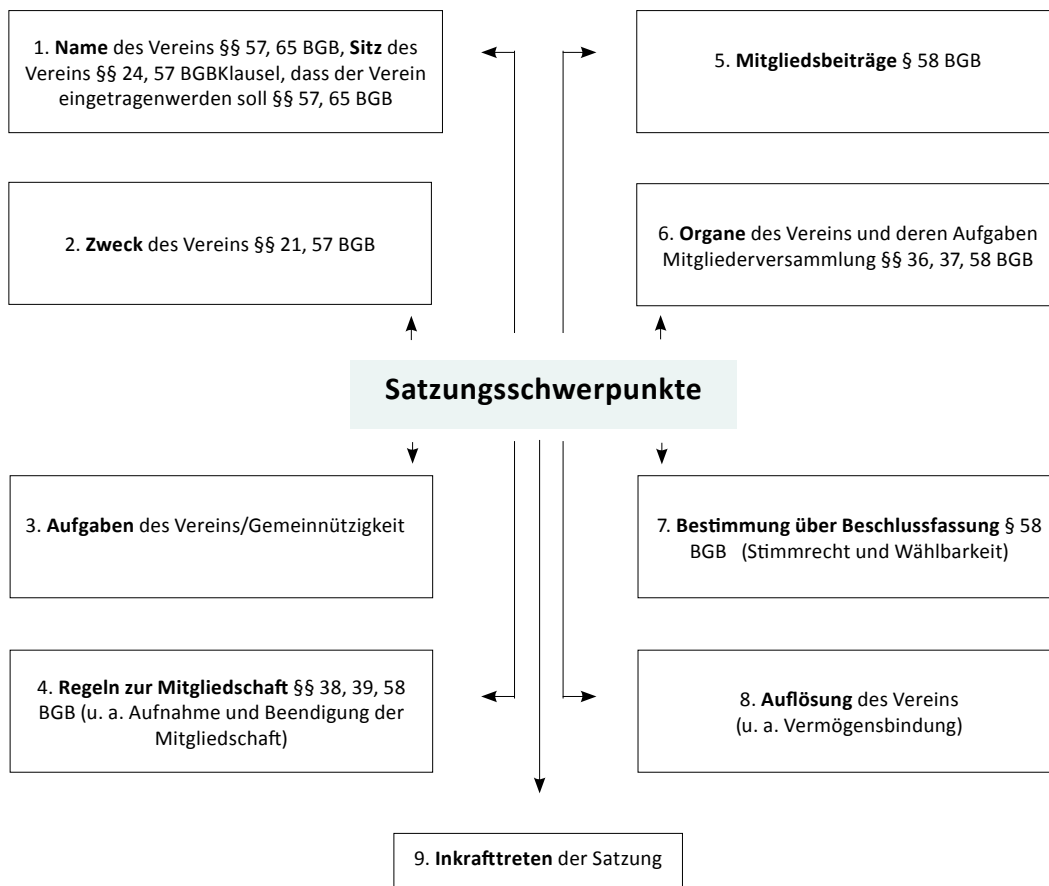 1. Name des Vereins §§ 57, 65 BGB, Sitz des
Vereins §§ 24, 57 BGBKlausel, dass der Verein
eingetragenwerden soll §§ 57, 65 BGB
2. Zweck des Vereins §§ 21, 57 BGB
Satzungsschwerpunkte
3. Aufgaben des Vereins/Gemeinnützigkeit
4. Regeln zur Mitgliedschaft §§ 38, 39, 58
BGB (u. a. Aufnahme und Beendigung der
Mitgliedschaft)
5. Mitgliedsbeiträge § 58 BGB
6. Organe des Vereins und deren Aufgaben
Mitgliederversammlung §§ 36, 37, 58 BGB
7. Bestimmung über Beschlussfassung § 58
BGB (Stimmrecht und Wählbarkeit)
8. Auflösung des Vereins
(u. a. Vermögensbindung)
9. Inkrafttreten der Satzung